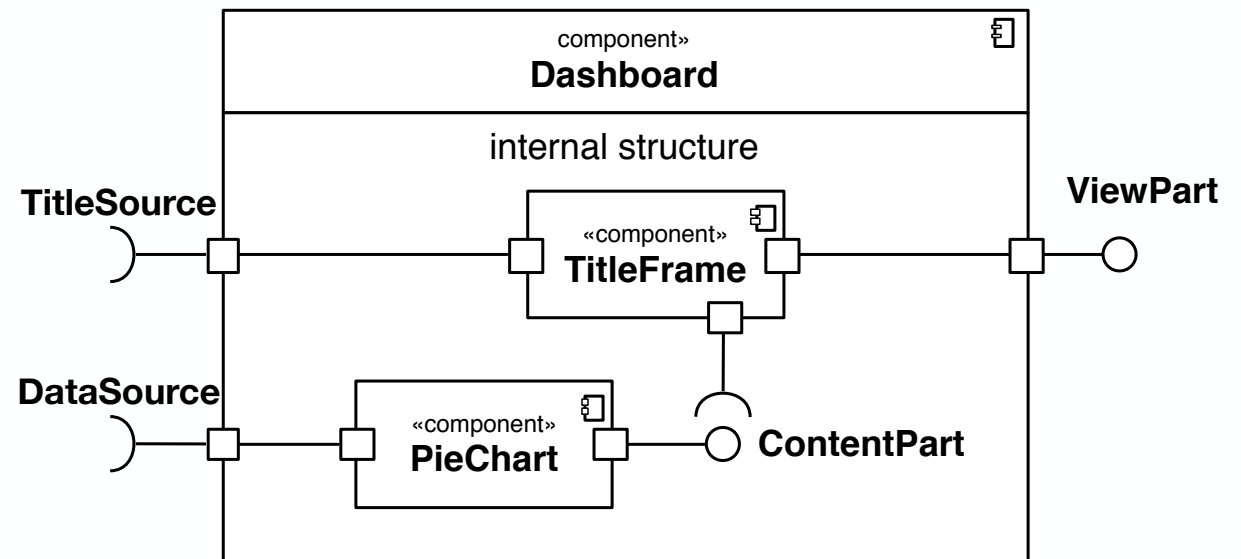 component»
Dashboard
internal structure
TitleSource
ViewPart
«component»
TitleFrame
DataSource
«component»
PieChart
ContentPart